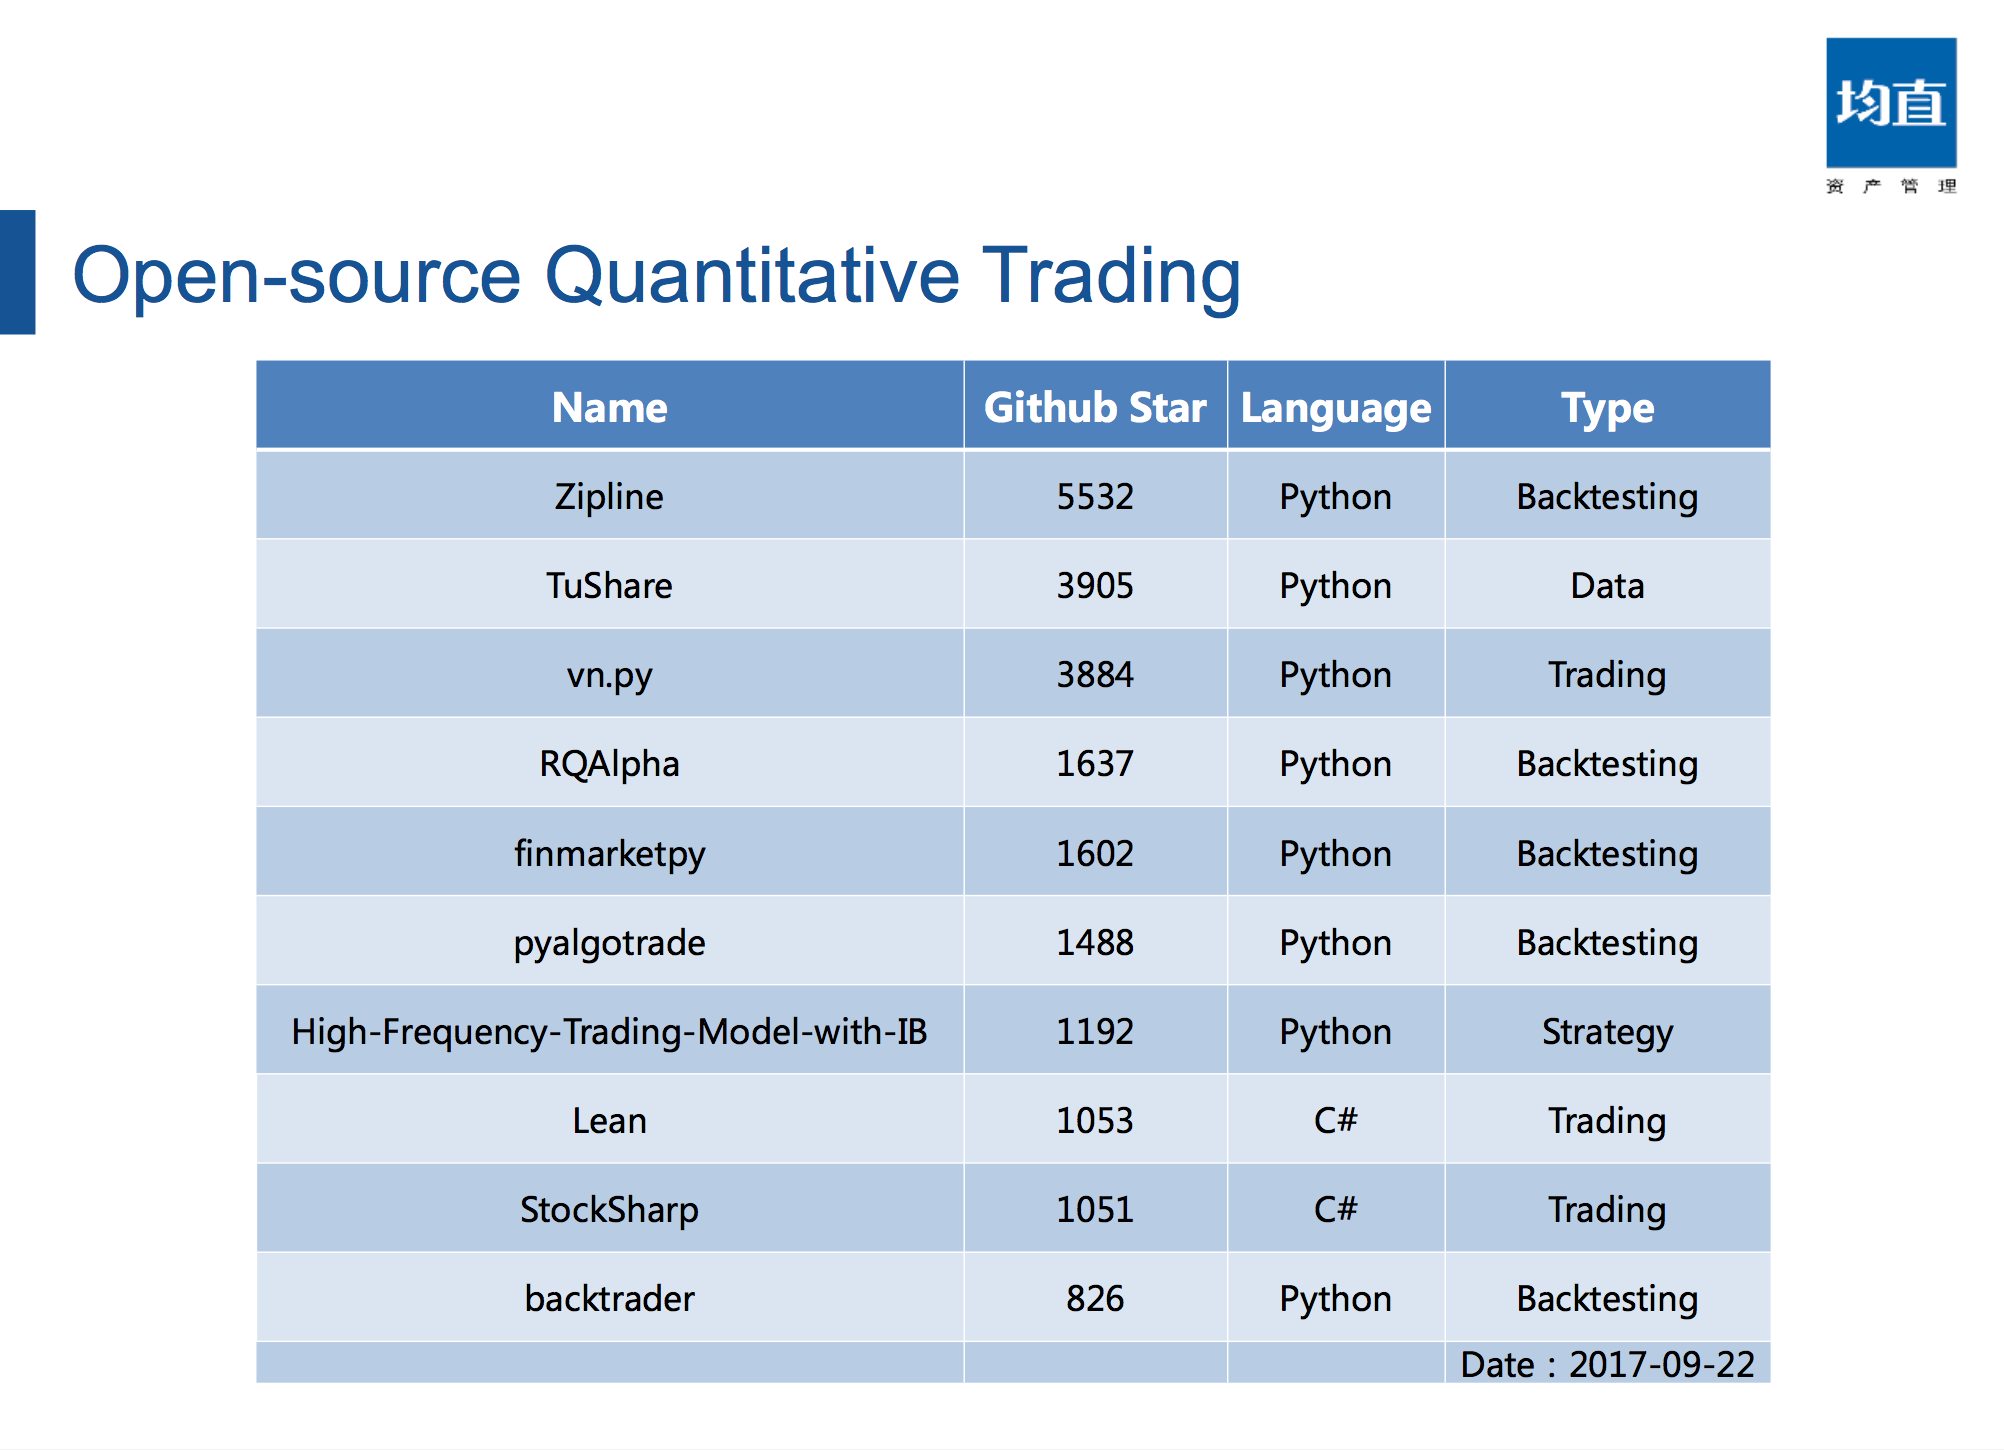 均直
资产管理
Open-source Quantitative Trading
Name Github Star Language Type
Zipline 5532 Python Backtesting
TuShare 3905 Python Data
vn.py 3884 Python Trading
RQAlpha 1637 Python Backtesting
finmarketpy 1602 Python Backtesting
pyalgotrade 1488 Python Backtesting
High-Frequency-Trading-Model-with-IB 1192 Python Strategy
Lean 1053 C# Trading
StockSharp 1051 C# Trading
backtrader 826 Python Backtesting
Date：2017-09-22